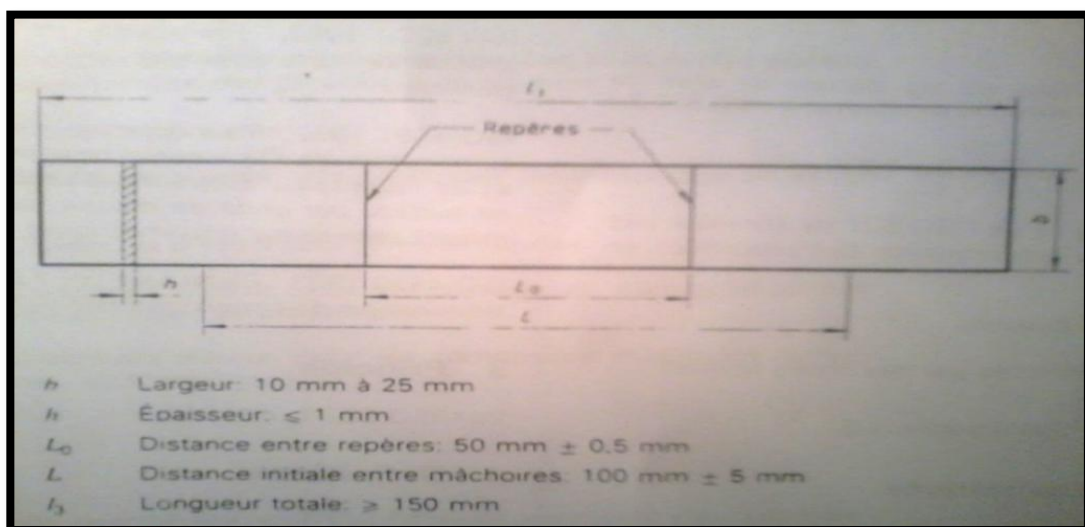 l₃
Repères
b
h
L₀
L
b Largeur: 10 mm à 25 mm
h Épaisseur: ≤ 1 mm
L₀ Distance entre repères: 50 mm ± 0,5 mm
L Distance initiale entre mâchoires: 100 mm ± 5 mm
l₃ Longueur totale: ≥ 150 mm